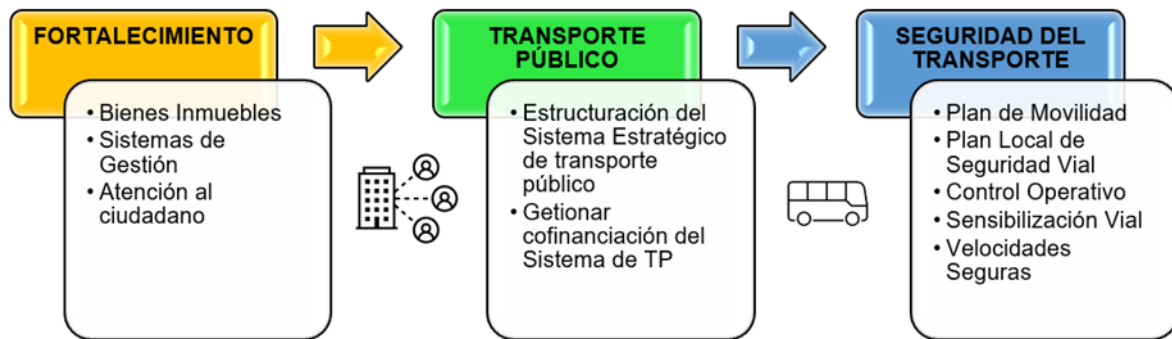 FORTALECIMIENTO
• Bienes Inmuebles
• Sistemas de
Gestión
• Atención al
ciudadano
TRANSPORTE
PÚBLICO
• Estructuración del
Sistema Estratégico
de transporte
público
• Getionar
cofinanciación del
Sistema de TP
SEGURIDAD DEL
TRANSPORTE
• Plan de Movilidad
• Plan Local de
Seguridad Vial
• Control Operativo
• Sensibilización Vial
• Velocidades
Seguras